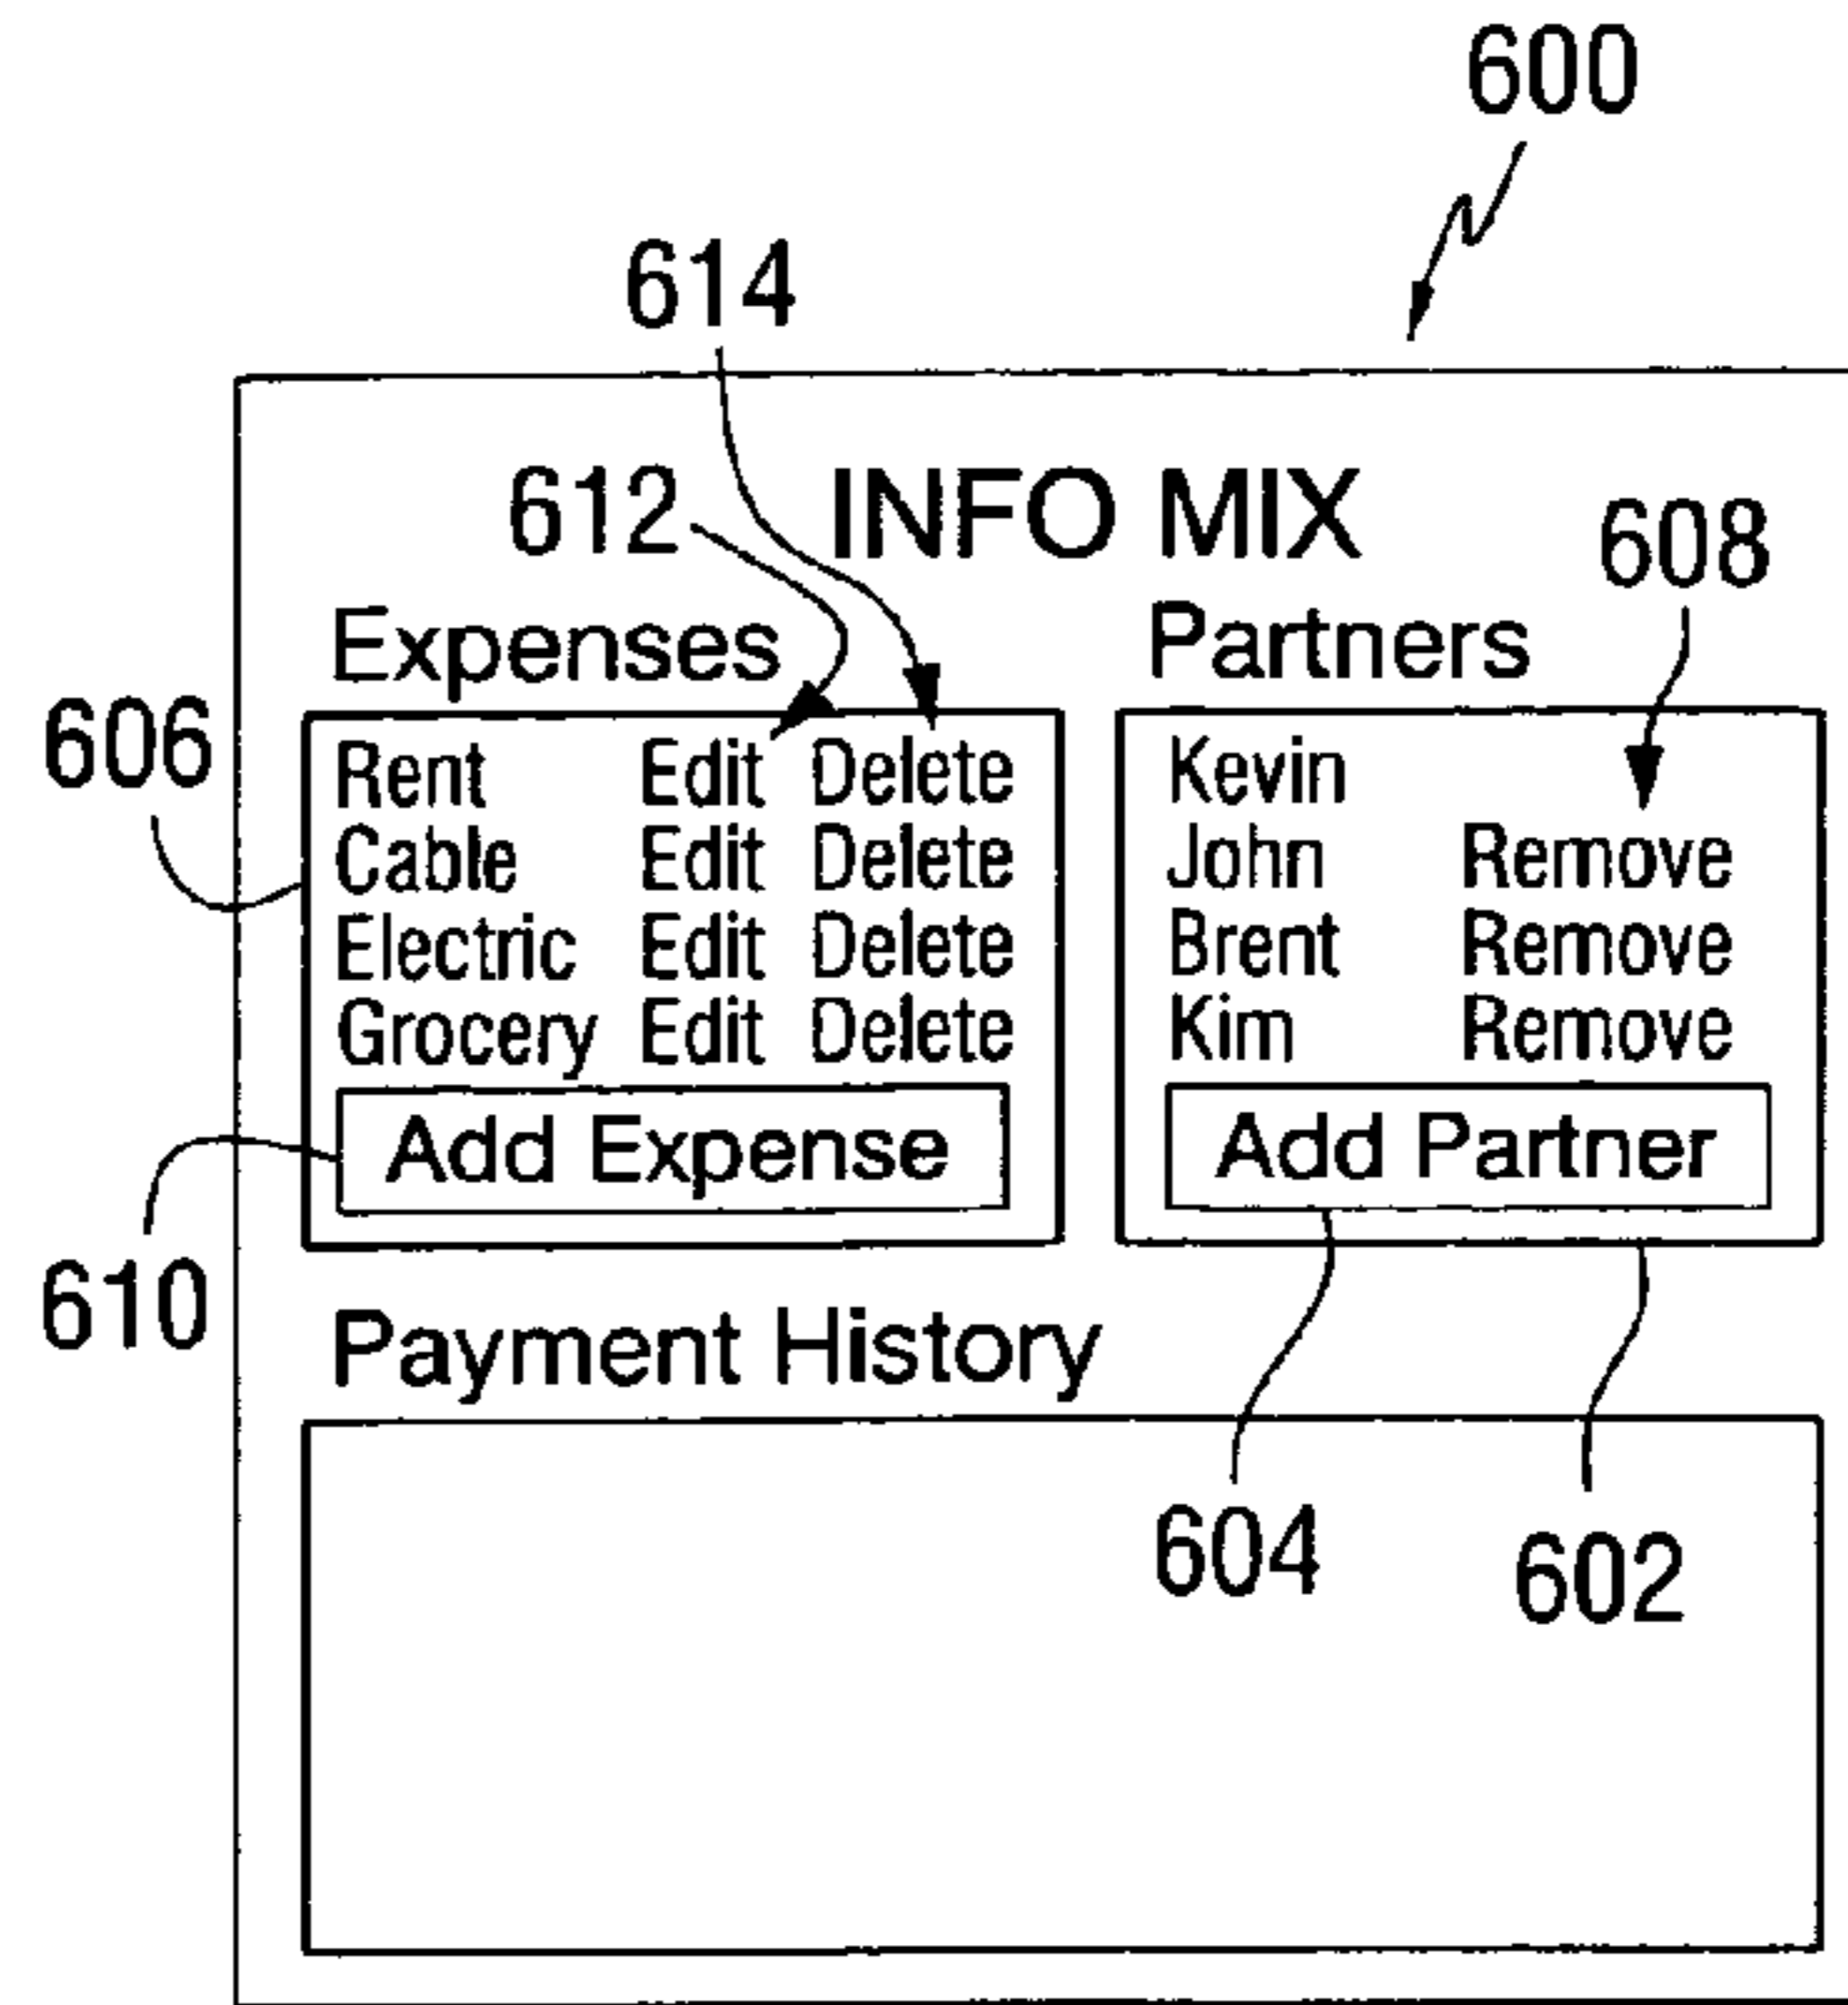 600
614
612 INFO MIX 608
Expenses Partners
606
Rent Edit Delete Kevin
Cable Edit Delete John Remove
Electric Edit Delete Brent Remove
Grocery Edit Delete Kim Remove
Add Expense Add Partner
610
Payment History
604 602